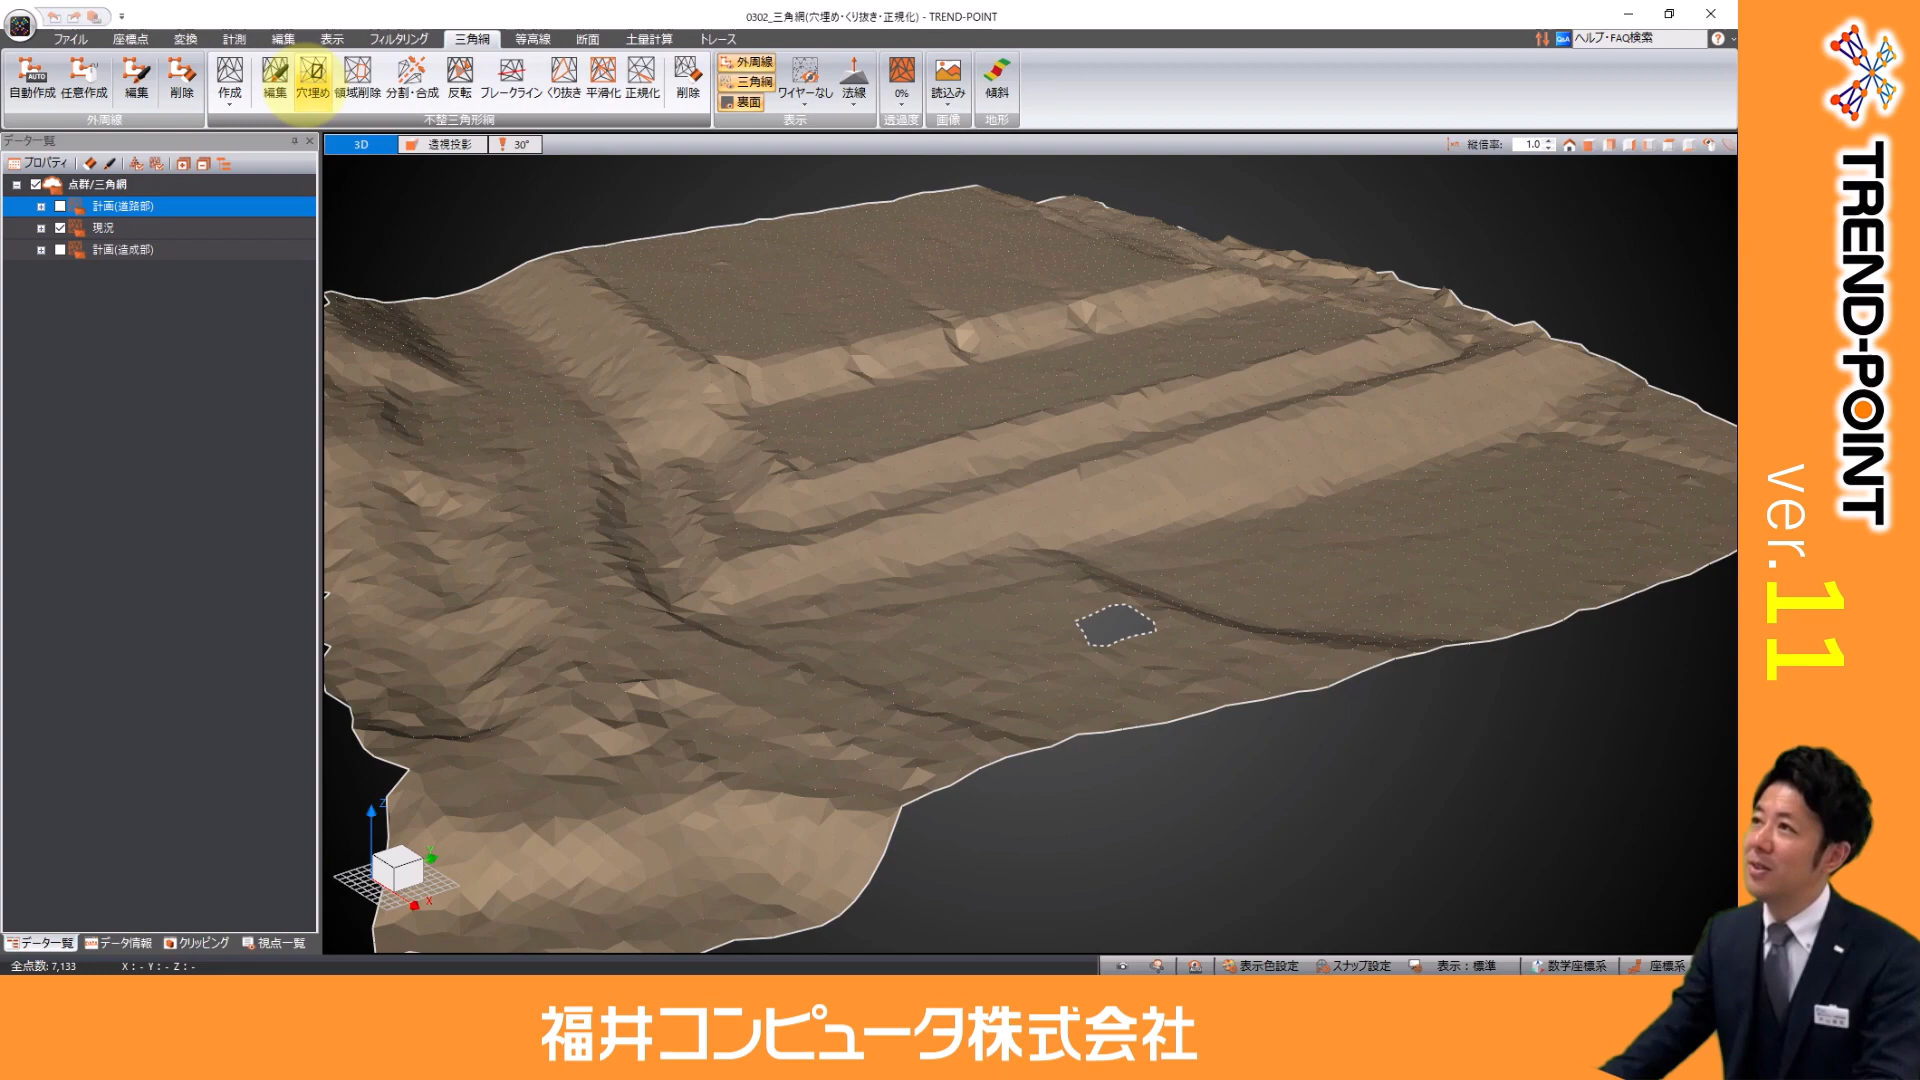 0302_三角網(穴埋め・くり抜き・正規化) - TREND-POINT
ファイル 座標点 変換 計測 編集 表示 フィルタリング 三角網 等高線 断面 土量計算 トレース
Q&A ヘルプ・FAQ検索
AUTO
自動作成 任意作成 編集 削除 作成 編集 穴埋め 領域削除 分割・合成 反転 ブレークライン くり抜き 平滑化 正規化 削除
外周線
三角網
裏面
ワイヤーなし 法線 0% 読込み 傾斜
外周線 不整三角形網 表示 透過度 画像 地形
データ一覧
3D 透視投影 30° 縦倍率: 1.0
プロパティ
点群/三角網
計画(道路部)
現況
計画(造成部)
Z
Y
X
データ一覧 データ情報 クリッピング 視点一覧
全点数: 7,133 X : - Y : - Z : -
表示色設定 スナップ設定 表示：標準 数学座標系 座標系
TREND-POINT
ver.11
福井コンピュータ株式会社